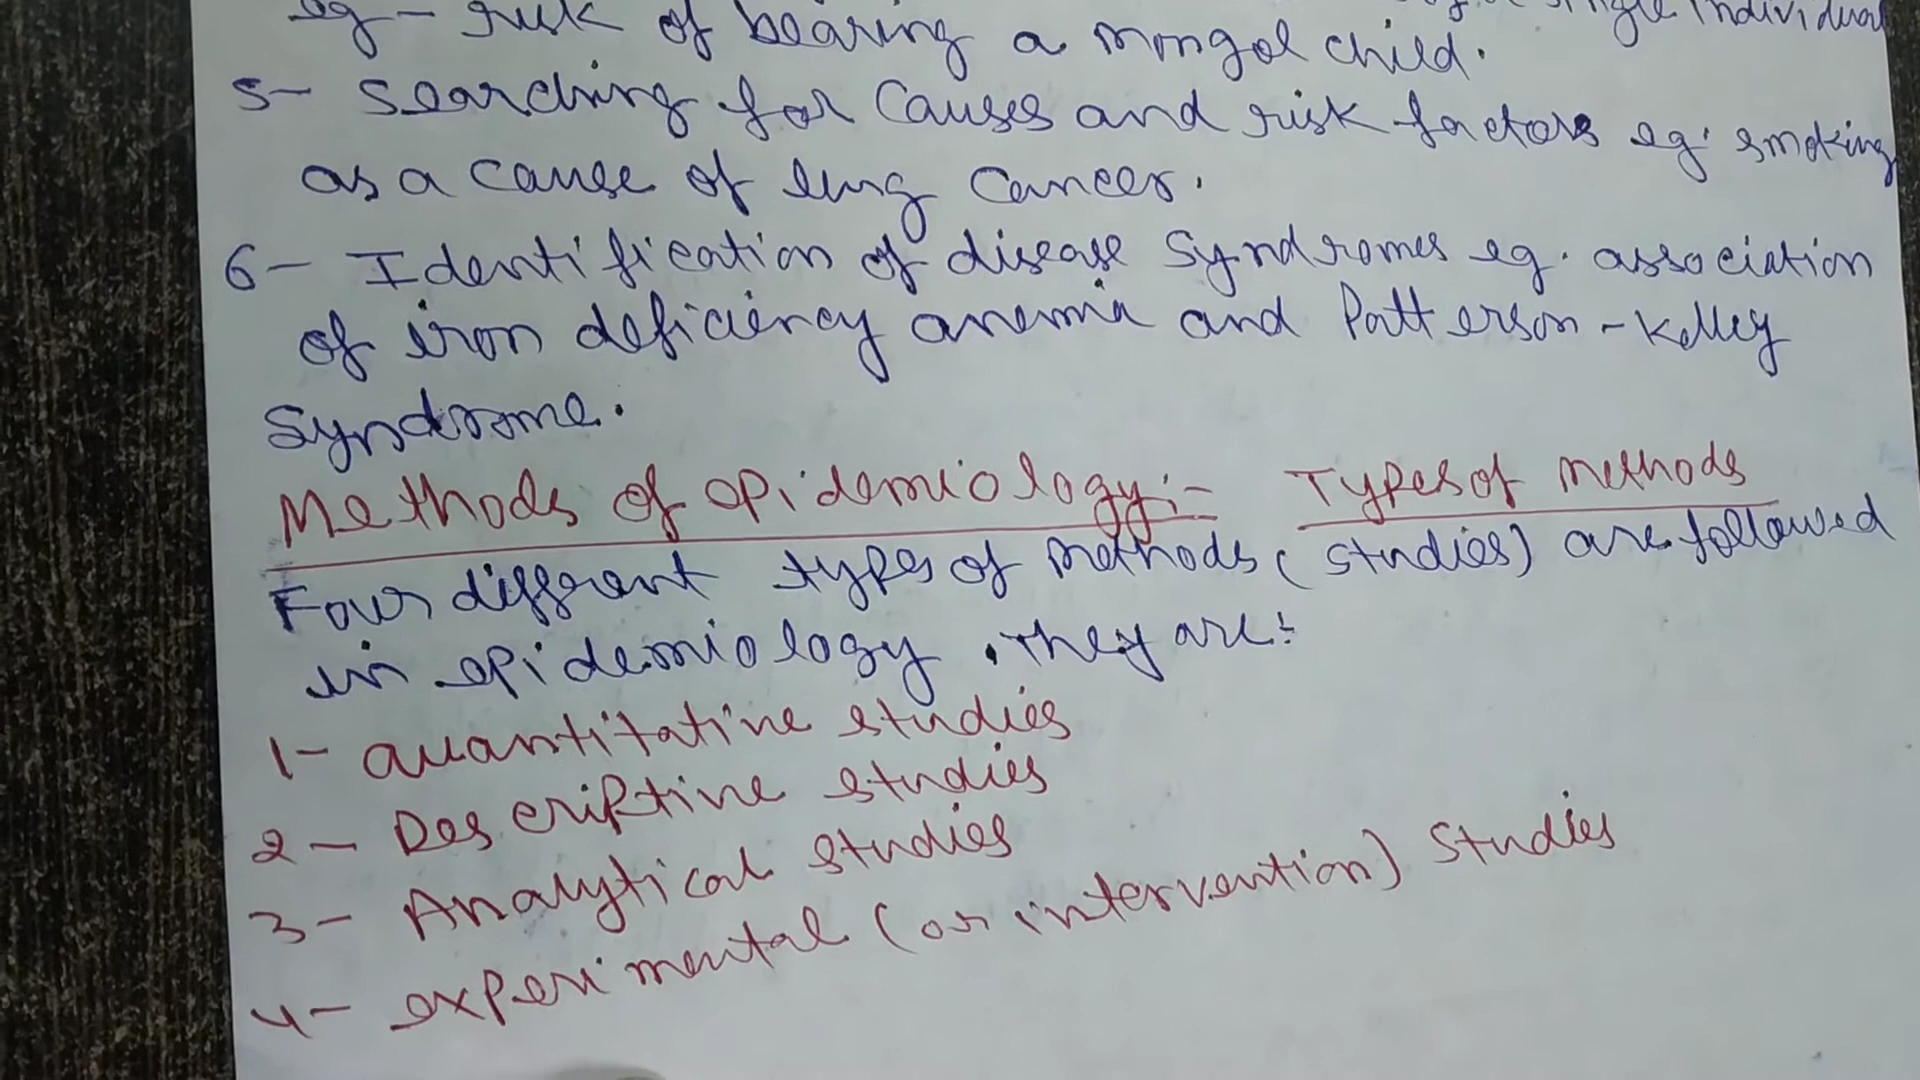 single individual
eg - risk of bearing a mongol child.
5- Searching for causes and risk factors eg. smoking
as a cause of lung cancer.
6- Identification of disease syndromes eg. association
of iron deficiency anemia and Patterson-Kelley
syndrome.
Methods of epidemiology:- Types of methods
Four different types of methods (studies) are followed
in epidemiology. They are:
1- quantitative studies
2- Descriptive studies
3- Analytical studies
4- experimental (or intervention) studies